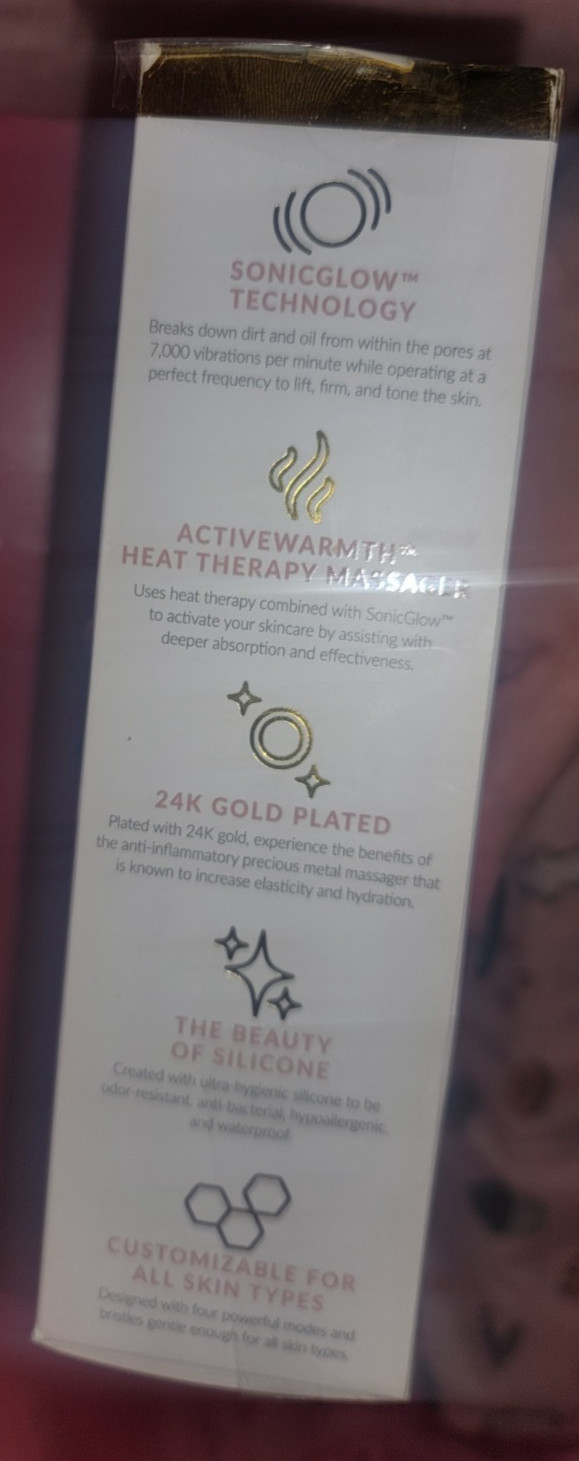 SONICGLOW™
TECHNOLOGY
Breaks down dirt and oil from within the pores at
7,000 vibrations per minute while operating at a
perfect frequency to lift, firm, and tone the skin.
ACTIVEWARMTH™
HEAT THERAPY MASSAGER
Uses heat therapy combined with SonicGlow™
to activate your skincare by assisting with
deeper absorption and effectiveness.
24K GOLD PLATED
Plated with 24K gold, experience the benefits of
the anti-inflammatory precious metal massager that
is known to increase elasticity and hydration.
THE BEAUTY
OF SILICONE
Created with ultra-hygienic silicone to be
odor-resistant, anti-bacterial, hypoallergenic,
and waterproof.
CUSTOMIZABLE FOR
ALL SKIN TYPES
Designed with four powerful modes and
bristles gentle enough for all skin types.